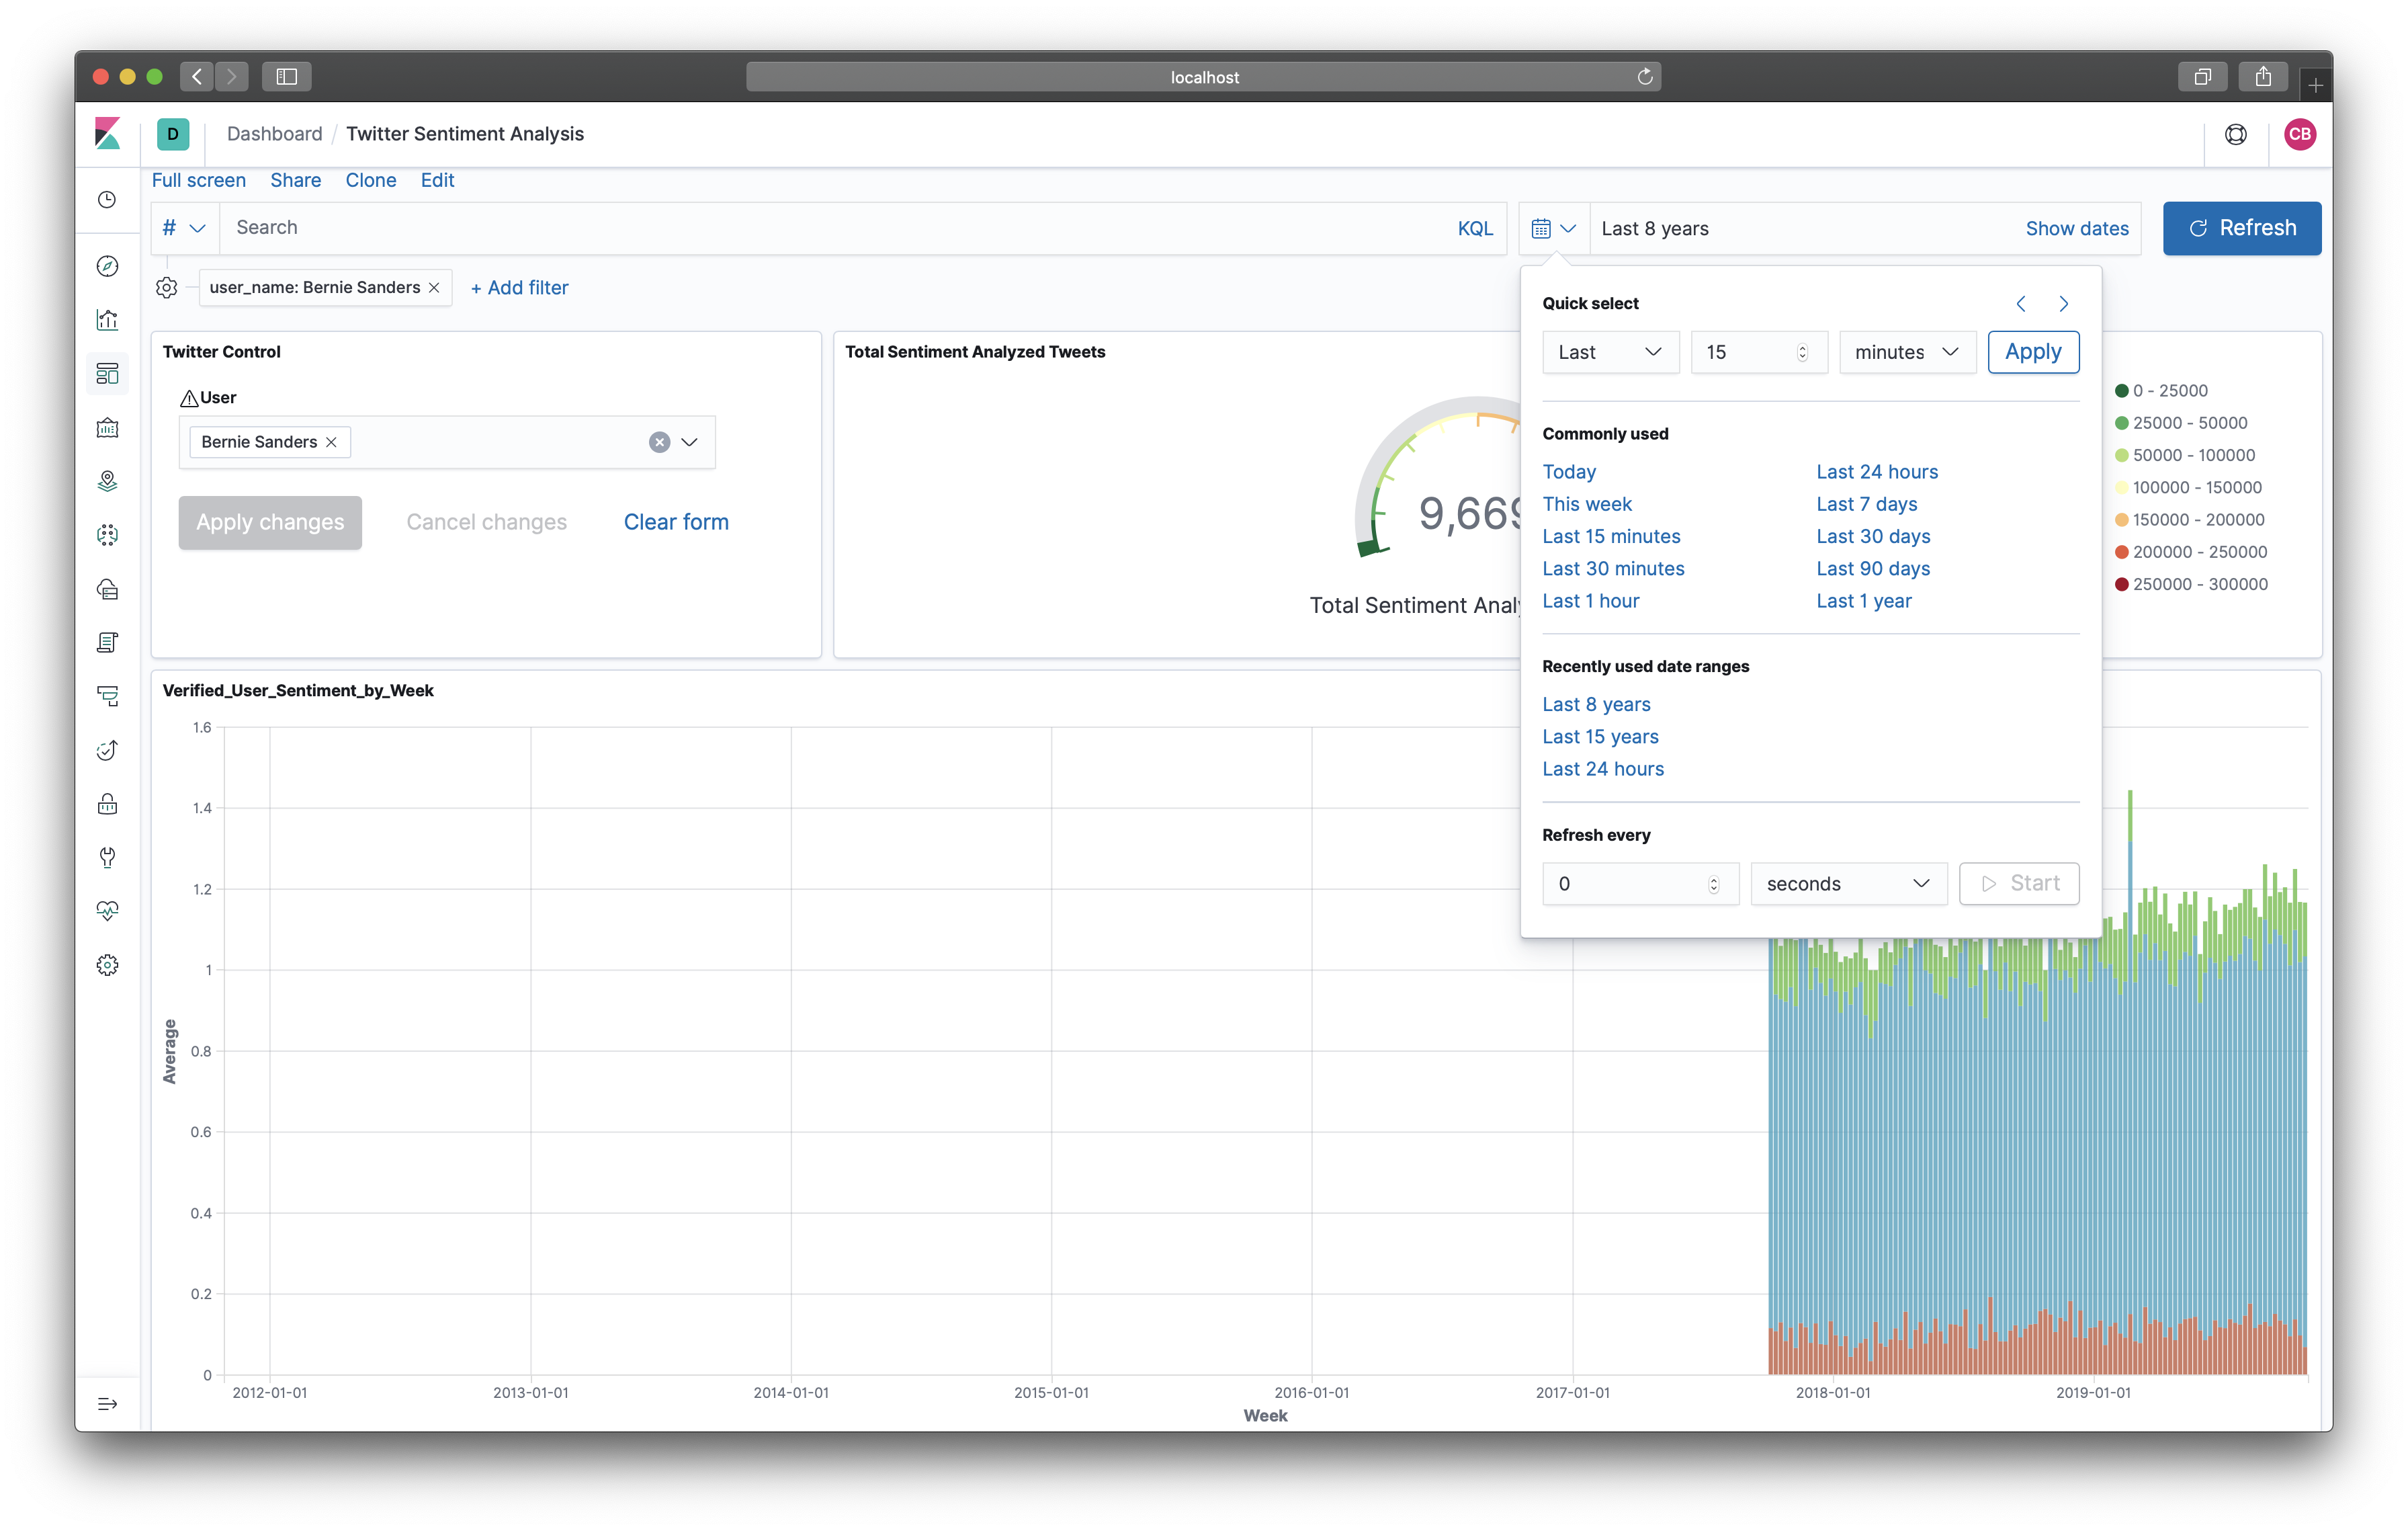 localhost
D
Dashboard / Twitter Sentiment Analysis
CB
Full screen Share Clone Edit
# Search KQL
Last 8 years Show dates
Refresh
user_name: Bernie Sanders
+ Add filter
Twitter Control
User
Bernie Sanders
Apply changes Cancel changes Clear form
Total Sentiment Analyzed Tweets
9,669
Total Sentiment
0 - 25000
25000 - 50000
50000 - 100000
100000 - 150000
150000 - 200000
200000 - 250000
250000 - 300000
Quick select
Last 15 minutes Apply
Commonly used
Today Last 24 hours
This week Last 7 days
Last 15 minutes Last 30 days
Last 30 minutes Last 90 days
Last 1 hour Last 1 year
Recently used date ranges
Last 8 years
Last 15 years
Last 24 hours
Refresh every
0 seconds Start
Verified_User_Sentiment_by_Week
1.6
1.4
1.2
1
0.8
0.6
0.4
0.2
0
Average
2012-01-01 2013-01-01 2014-01-01 2015-01-01 2016-01-01 2017-01-01 2018-01-01 2019-01-01
Week